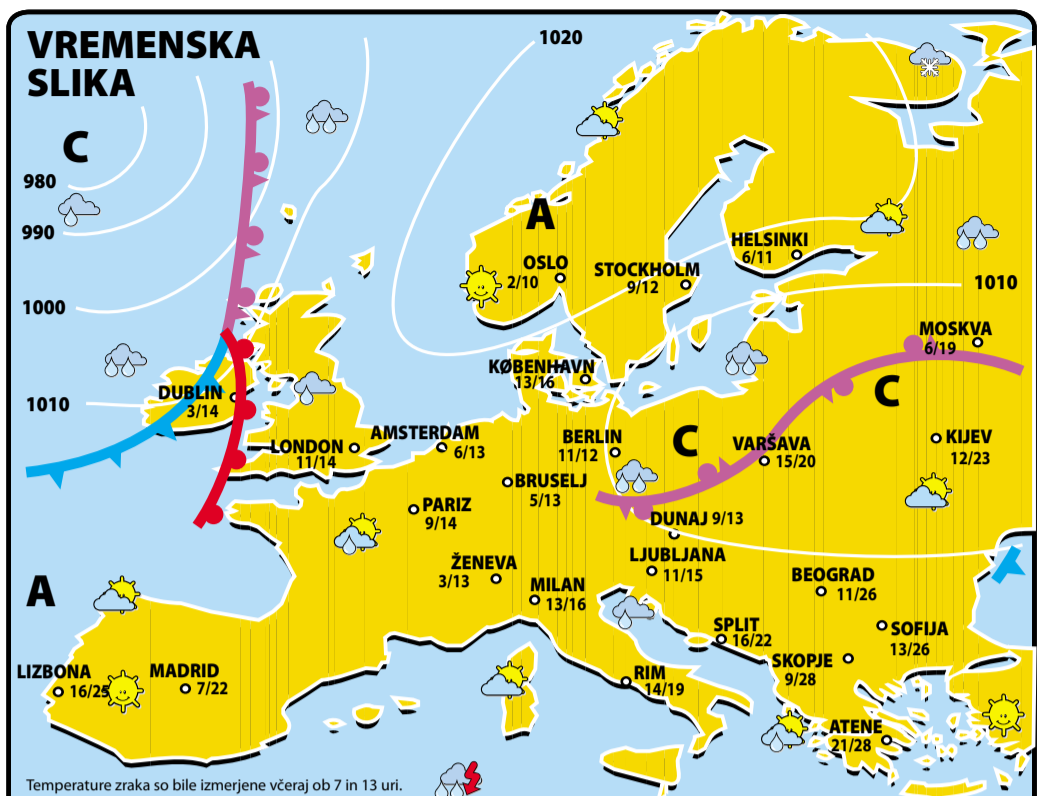 VREMENSKA
SLIKA
1020
C
980
990
1000
1010
A
HELSINKI
6/11
OSLO
2/10
STOCKHOLM
9/12
1010
MOSKVA
6/19
KØBENHAVN
13/16
C
DUBLIN
3/14
LONDON
11/14
AMSTERDAM
6/13
BERLIN
11/12
C
VARŠAVA
15/20
KIJEV
12/23
BRUSELJ
5/13
PARIZ
9/14
DUNAJ 9/13
LJUBLJANA
11/15
ŽENEVA
3/13
MILAN
13/16
BEOGRAD
11/26
A
SPLIT
16/22
SOFIJA
13/26
SKOPJE
9/28
LIZBONA
16/25
MADRID
7/22
RIM
14/19
ATENE
21/28
Temperature zraka so bile izmerjene včeraj ob 7 in 13 uri.